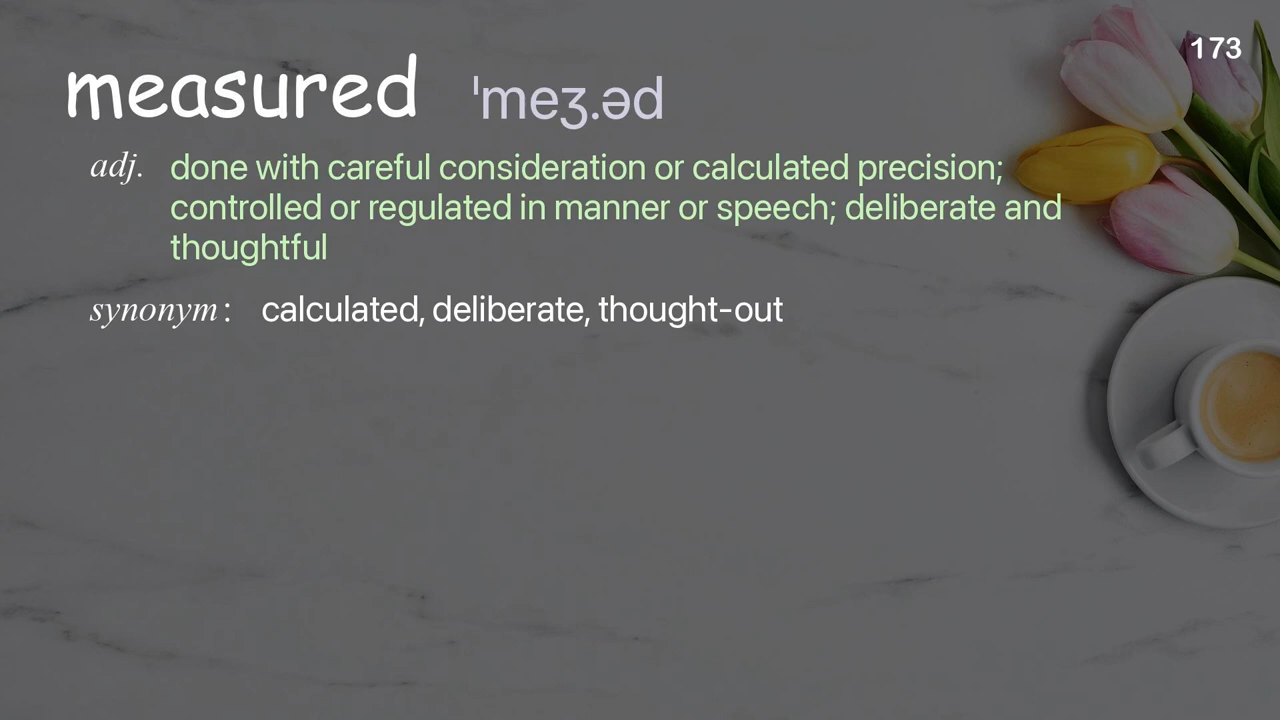 173
measured ˈmeʒ.əd
adj. done with careful consideration or calculated precision;
controlled or regulated in manner or speech; deliberate and
thoughtful
synonym: calculated, deliberate, thought-out